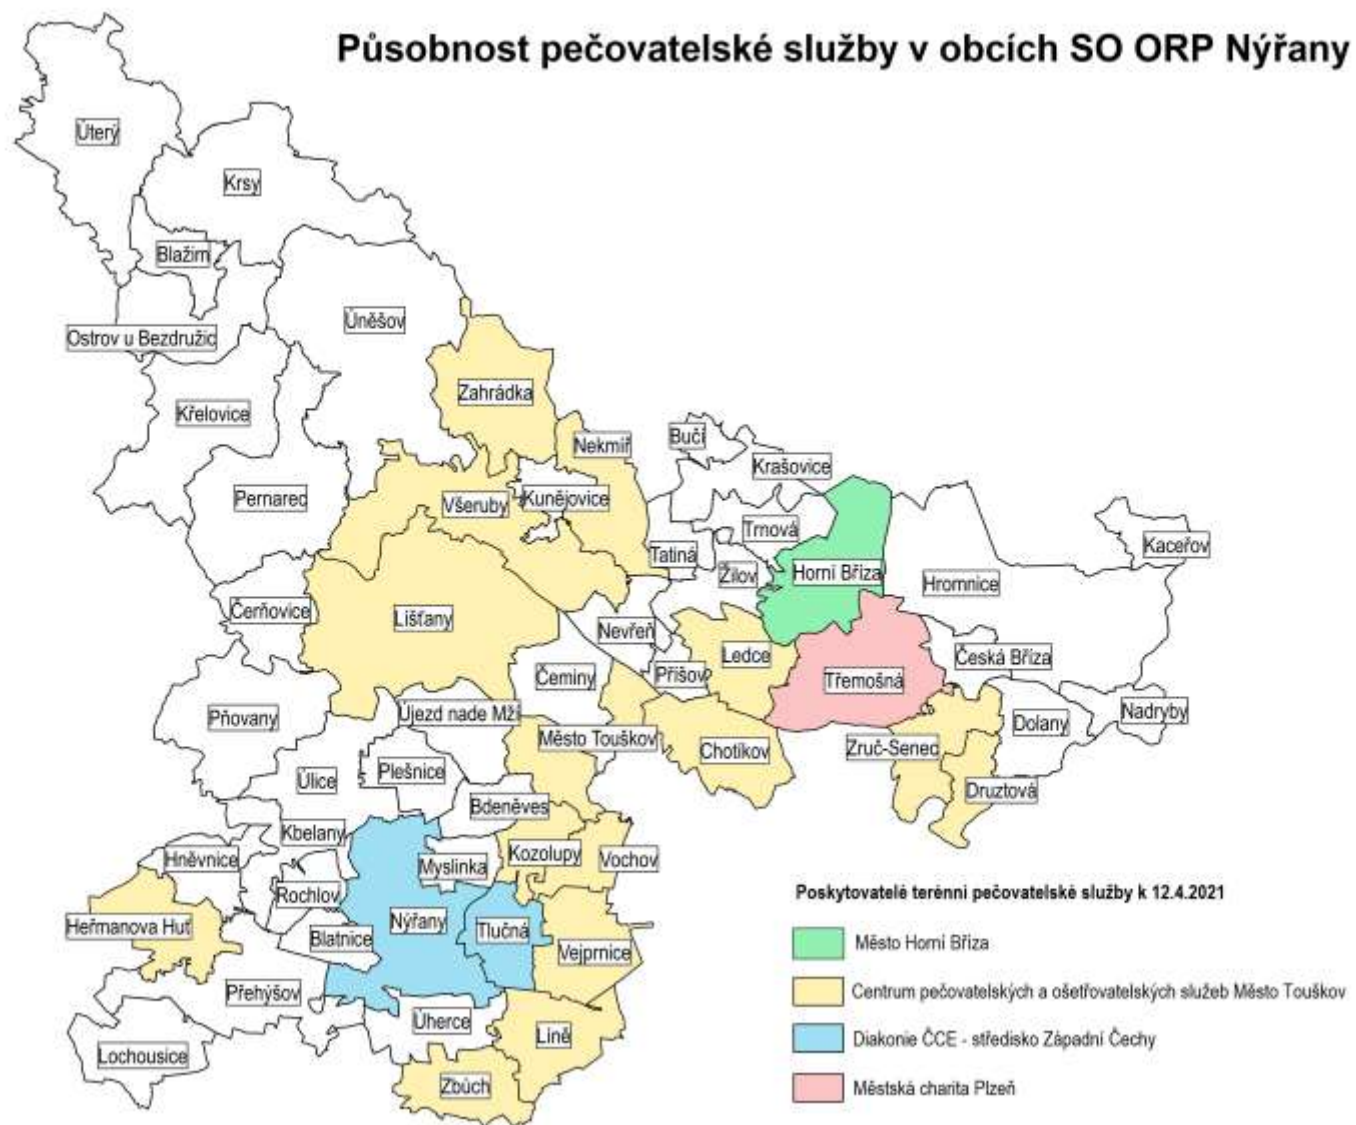 Působnost pečovatelské služby v obcích SO ORP Nýřany
Úterý
Krsy
Blažim
Ostrov u Bezdružic
Úněšov
Zahrádka
Křelovice
Nekmíř
Bučí
Krašovice
Pernarec
Všeruby
Kunějovice
Trnová
Kaceřov
Tatiná
Žilov
Horní Bříza
Hromnice
Čerňovice
Líšťany
Nevřeň
Ledce
Česká Bříza
Příšov
Čeminy
Třemošná
Pňovany
Újezd nade Mží
Město Touškov
Chotíkov
Zruč-Senec
Dolany
Nadryby
Úlice
Plešnice
Bdeněves
Druztová
Kbelany
Hněvnice
Myslinka
Kozolupy
Vochov
Rochlov
Heřmanova Huť
Nýřany
Tlučná
Blatnice
Vejprnice
Přehýšov
Úherce
Líně
Lochousice
Zbůch
Poskytovatelé terénní pečovatelské služby k 12.4.2021
Město Horní Bříza
Centrum pečovatelských a ošetřovatelských služeb Město Touškov
Diakonie ČCE - středisko Západní Čechy
Městská charita Plzeň